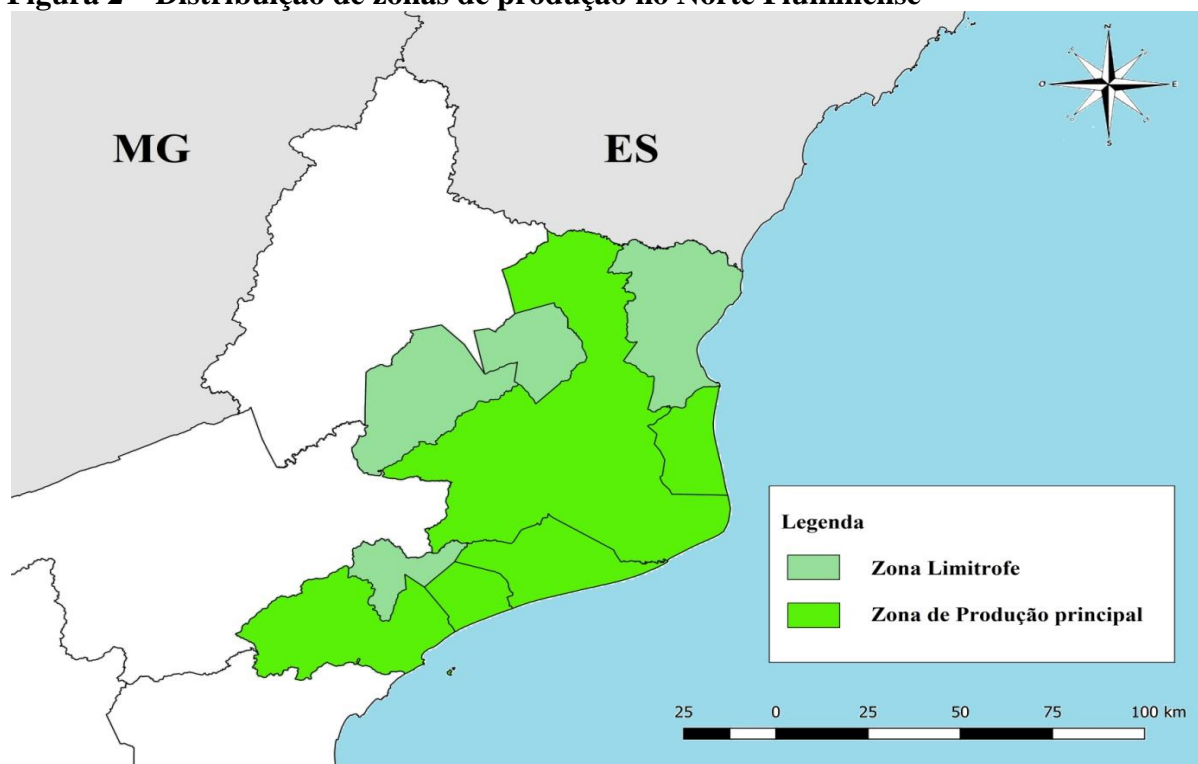 Figura 2 – Distribuição de zonas de produção no Norte Fluminense
MG
ES
N
O
E
S
Legenda
Zona Limitrofe
Zona de Produção principal
25 0 25 50 75 100 km